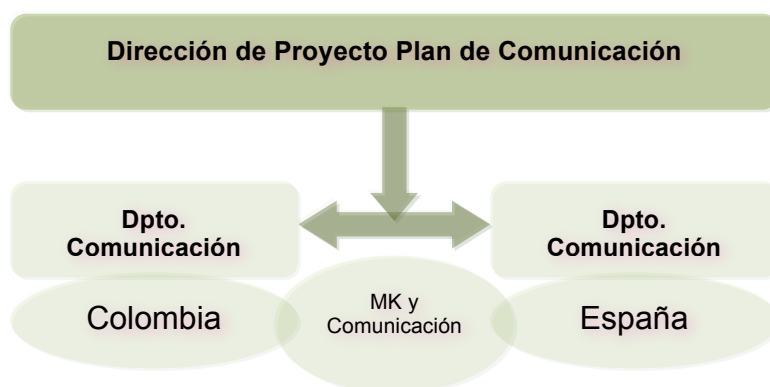 Dirección de Proyecto Plan de Comunicación
Dpto.
Comunicación
Dpto.
Comunicación
Colombia
MK y
Comunicación
España